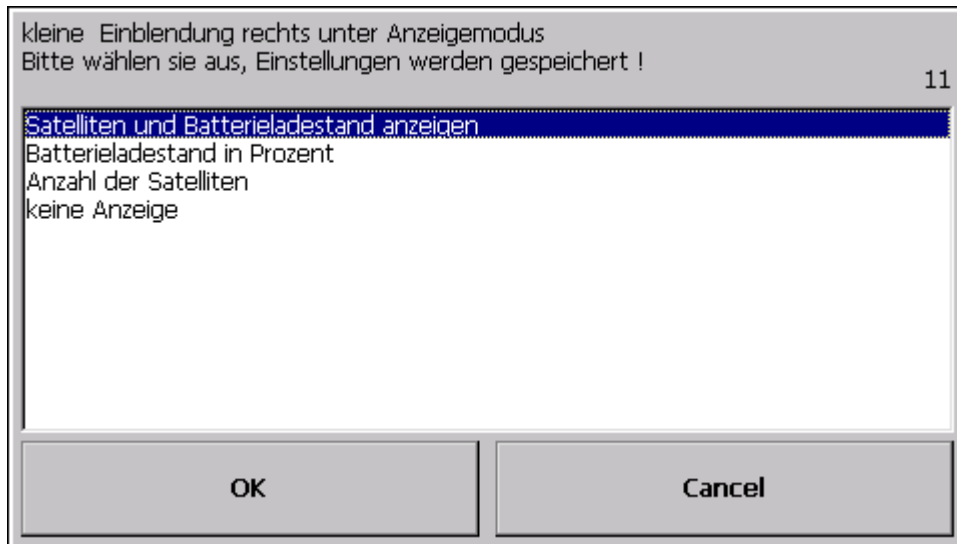 kleine  Einblendung rechts unter Anzeigemodus
Bitte wählen sie aus, Einstellungen werden gespeichert !
11
Satelliten und Batterieladestand anzeigen
Batterieladestand in Prozent
Anzahl der Satelliten
keine Anzeige
OK
Cancel